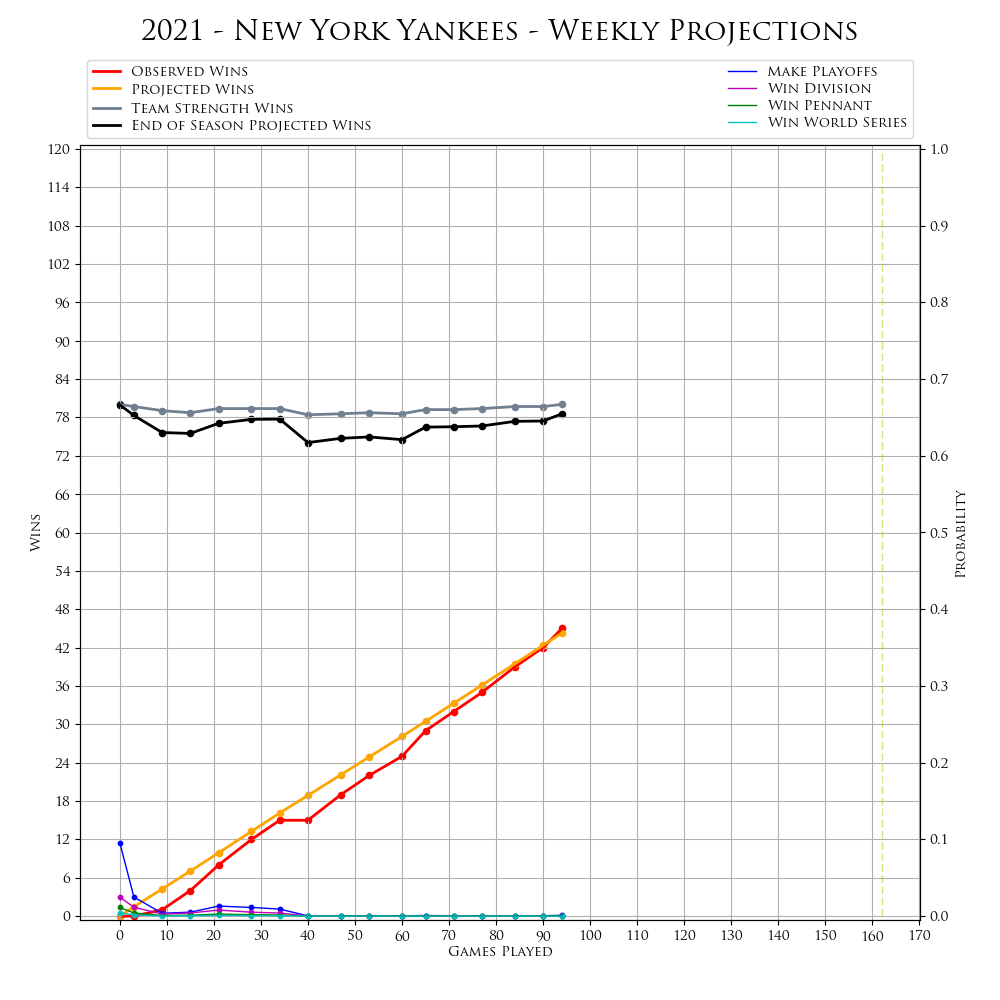 2021 - New York Yankees - Weekly Projections
Observed Wins
Projected Wins
Team Strength Wins
End of Season Projected Wins
Make Playoffs
Win Division
Win Pennant
Win World Series
120
114
108
102
96
90
84
78
72
66
60
54
48
42
36
30
24
18
12
6
0
Wins
1.0
0.9
0.8
0.7
0.6
0.5
0.4
0.3
0.2
0.1
0.0
Probability
0 10 20 30 40 50 60 70 80 90 100 110 120 130 140 150 160 170
Games Played